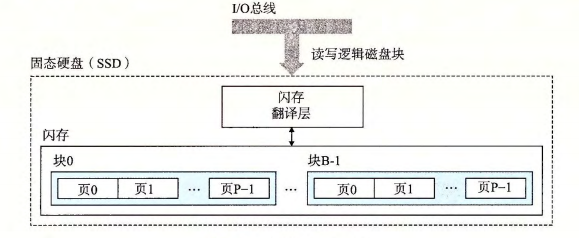 I/O总线
读写逻辑磁盘块
固态硬盘（SSD）
闪存
翻译层
闪存
块0 块B-1
页0 页1 … 页P-1 … 页0 页1 … 页P-1